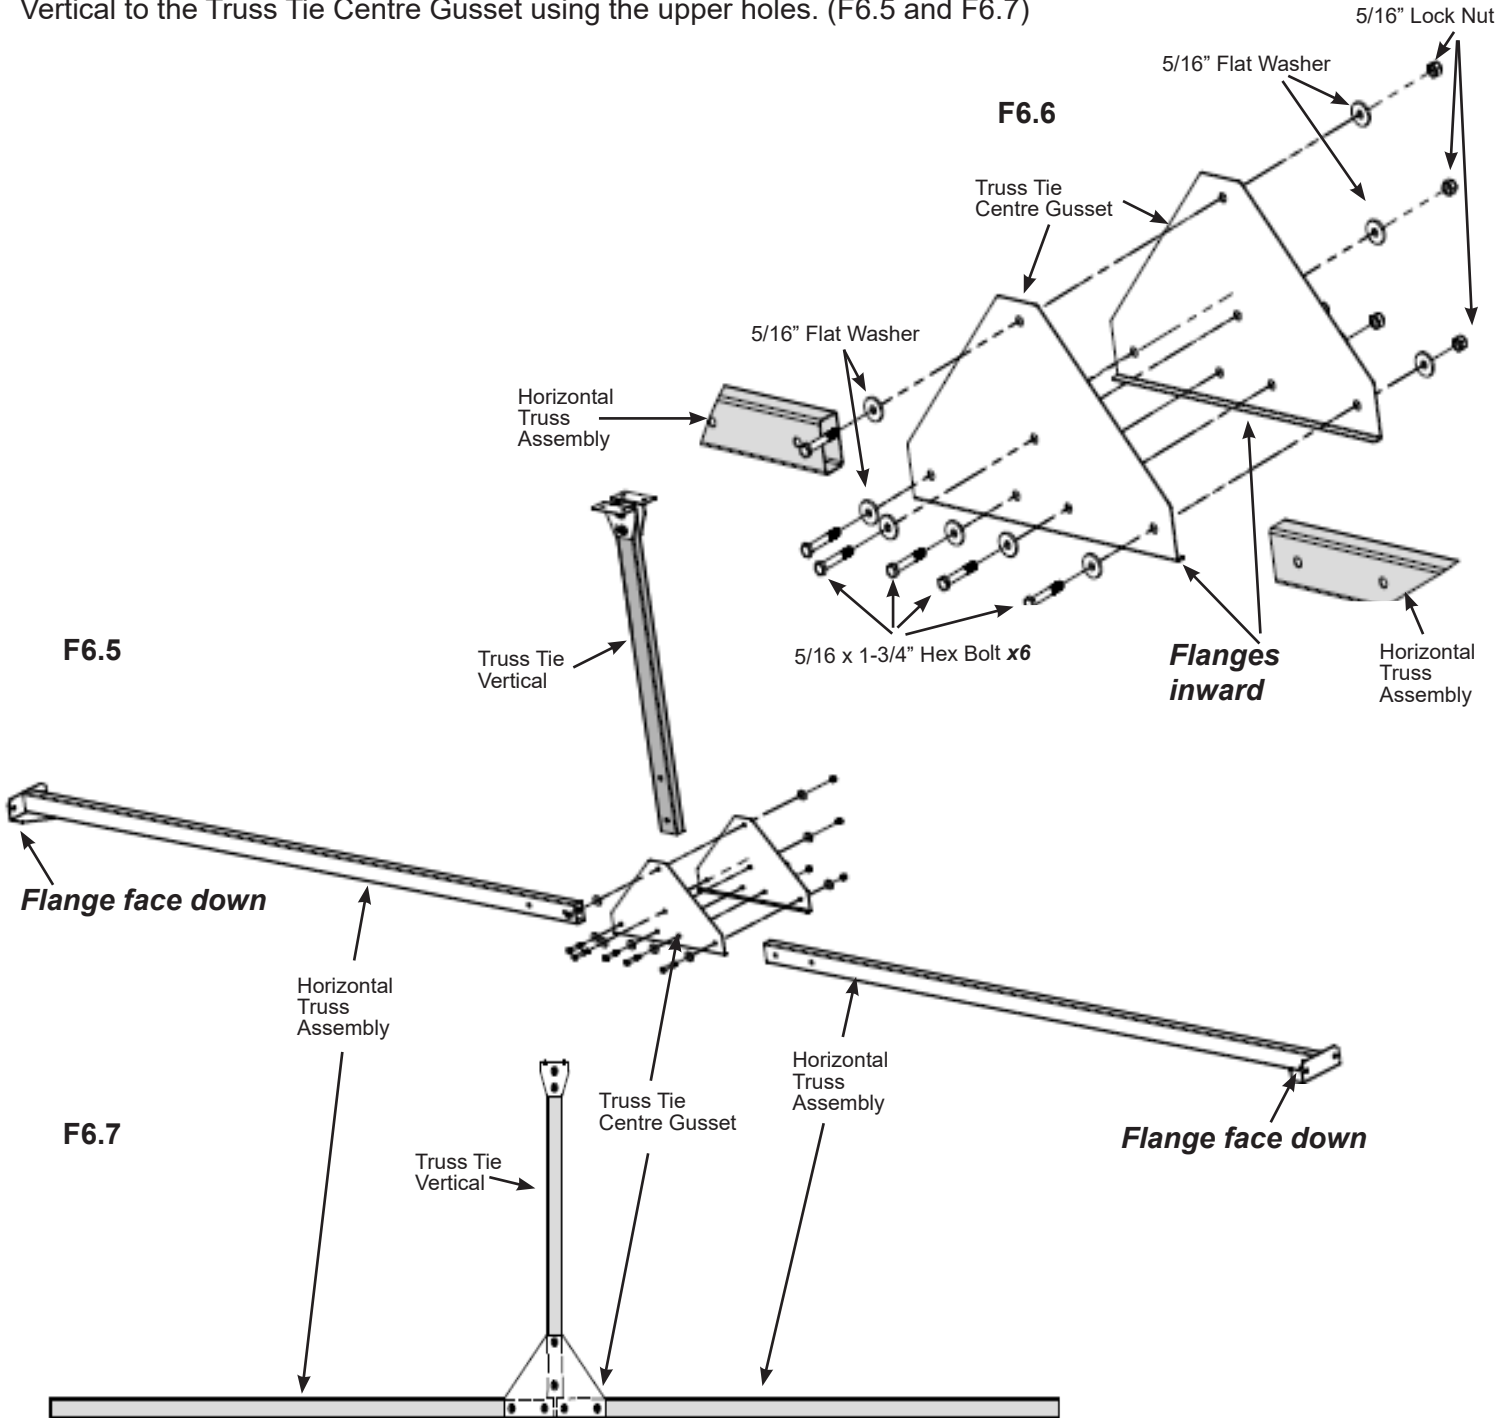 Vertical to the Truss Tie Centre Gusset using the upper holes. (F6.5 and F6.7)
5/16” Lock Nut
5/16” Flat Washer
F6.6
Truss Tie
Centre Gusset
5/16” Flat Washer
Horizontal
Truss
Assembly
F6.5
Truss Tie
Vertical
5/16 x 1-3/4” Hex Bolt x6
Flanges
inward
Horizontal
Truss
Assembly
Flange face down
Horizontal
Truss
Assembly
Horizontal
Truss
Assembly
Truss Tie
Centre Gusset
F6.7
Flange face down
Truss Tie
Vertical